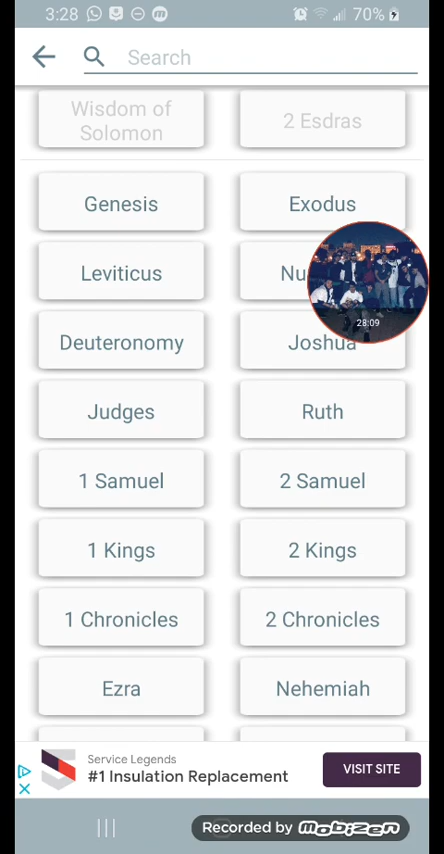 3:28
70%
Search
Wisdom of
Solomon
2 Esdras
Genesis
Exodus
Leviticus
Nu
28:09
Deuteronomy
Joshua
Judges
Ruth
1 Samuel
2 Samuel
1 Kings
2 Kings
1 Chronicles
2 Chronicles
Ezra
Nehemiah
Service Legends
#1 Insulation Replacement
VISIT SITE
Recorded by Mobizen